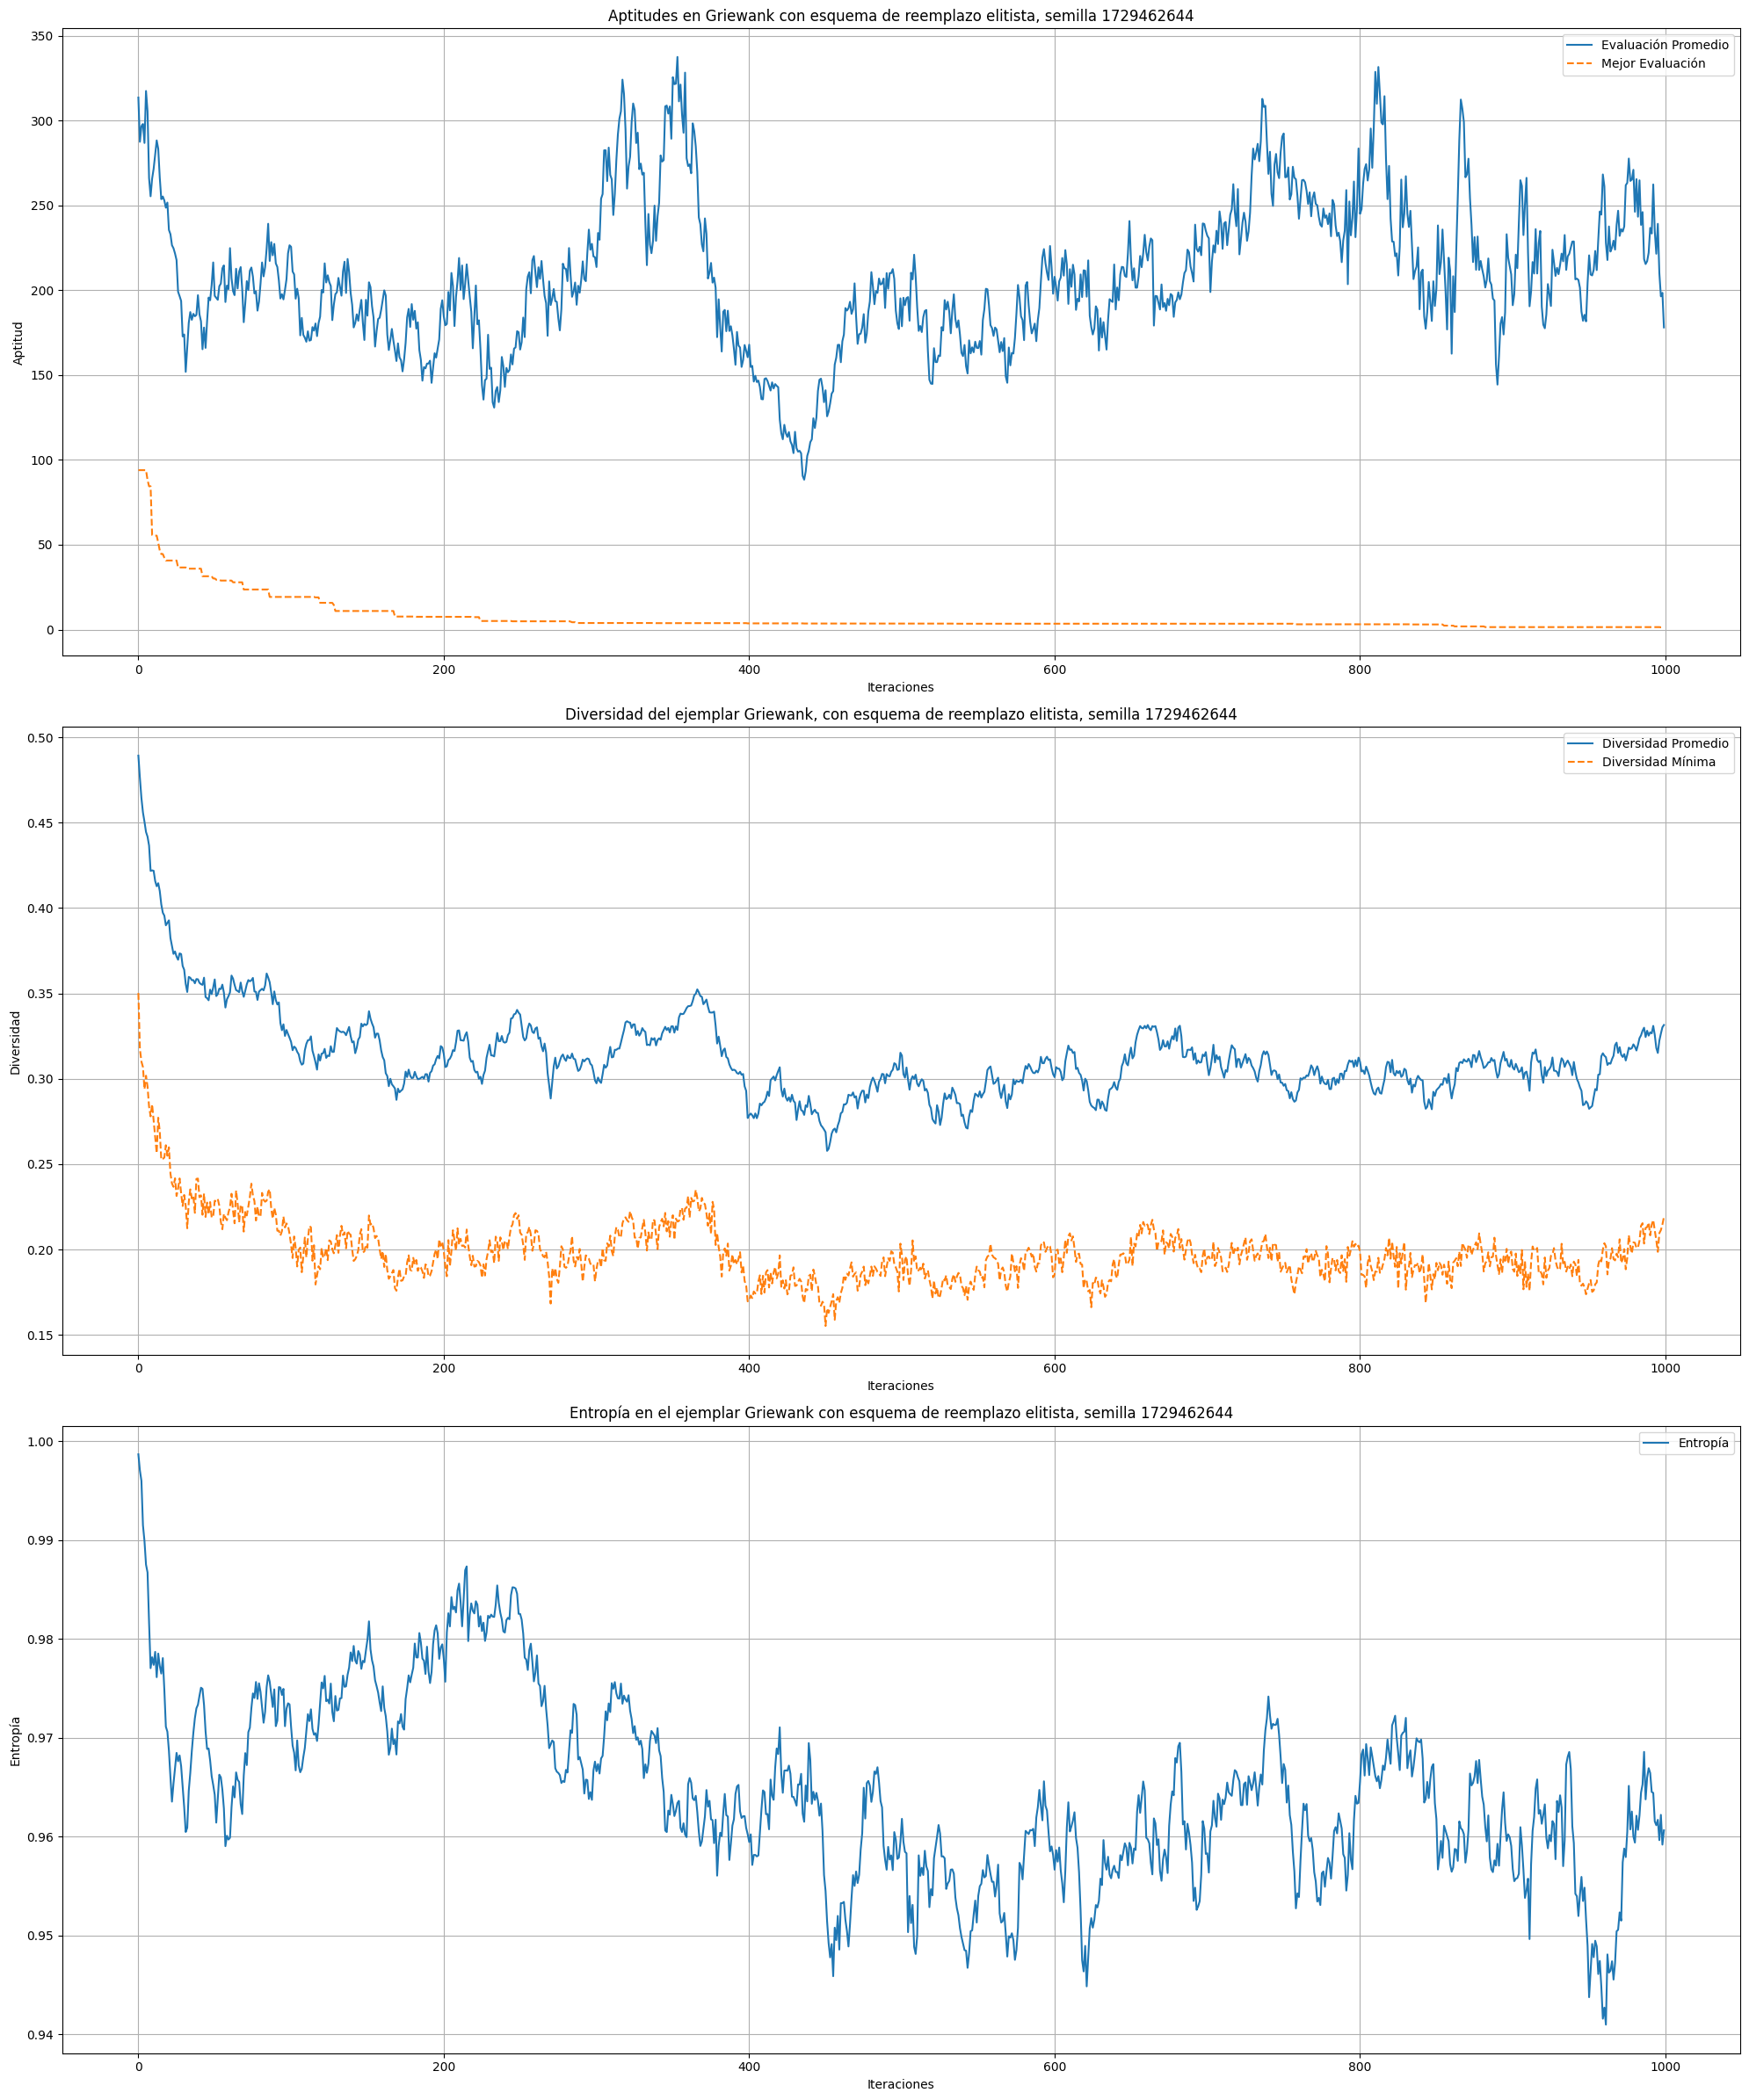 Aptitudes en Griewank con esquema de reemplazo elitista, semilla 1729462644
350
300
250
200
150
100
50
0
Aptitud
Evaluación Promedio
Mejor Evaluación
0 200 400 600 800 1000
Iteraciones
Diversidad del ejemplar Griewank, con esquema de reemplazo elitista, semilla 1729462644
0.50
0.45
0.40
0.35
0.30
0.25
0.20
0.15
Diversidad
Diversidad Promedio
Diversidad Mínima
0 200 400 600 800 1000
Iteraciones
Entropía en el ejemplar Griewank con esquema de reemplazo elitista, semilla 1729462644
1.00
0.99
0.98
0.97
0.96
0.95
0.94
Entropía
Entropía
0 200 400 600 800 1000
Iteraciones